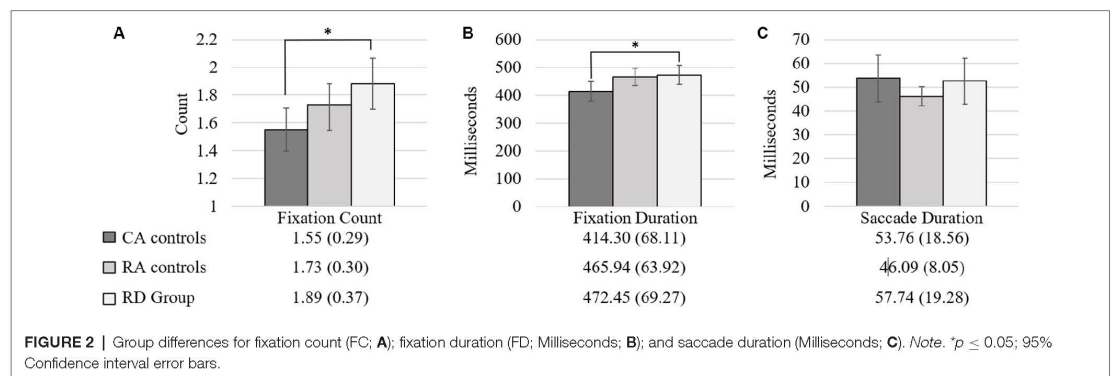 A
B
C
2.2
2
1.8
1.6
1.4
1.2
1
Count
*
Fixation Count
600
500
400
300
200
100
0
Milliseconds
*
Fixation Duration
70
60
50
40
30
20
10
0
Milliseconds
Saccade Duration
CA controls 1.55 (0.29) 414.30 (68.11) 53.76 (18.56)
RA controls 1.73 (0.30) 465.94 (63.92) 46.09 (8.05)
RD Group 1.89 (0.37) 472.45 (69.27) 57.74 (19.28)
FIGURE 2 | Group differences for fixation count (FC; A); fixation duration (FD; Milliseconds; B); and saccade duration (Milliseconds; C). Note. *p ≤ 0.05; 95%
Confidence interval error bars.